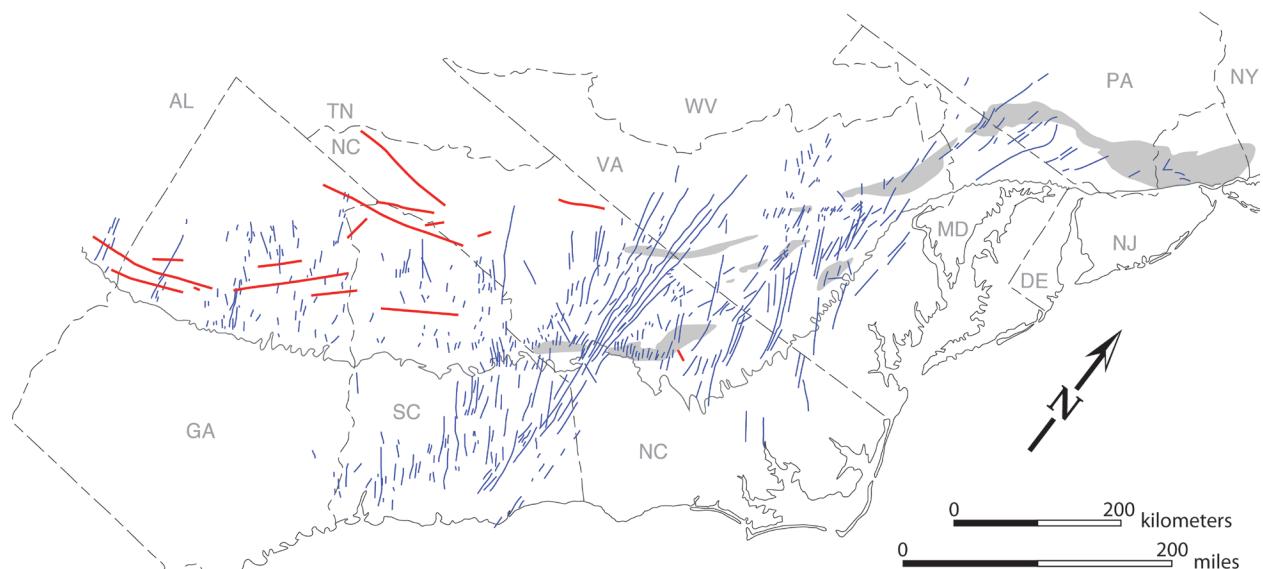 PA
NY
AL
TN
WV
NC
VA
MD
NJ
DE
N
SC
GA
NC
0 200 kilometers
0 200 miles